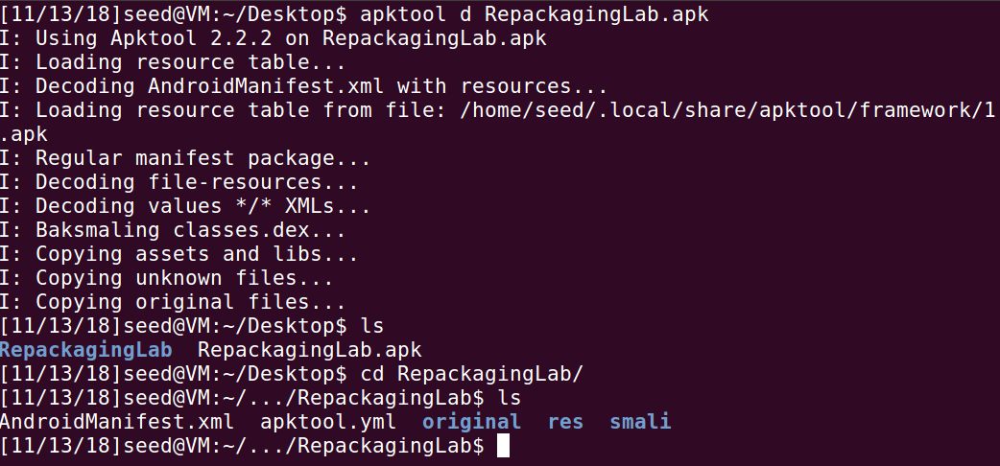 [11/13/18]seed@VM:~/Desktop$ apktool d RepackagingLab.apk
I: Using Apktool 2.2.2 on RepackagingLab.apk
I: Loading resource table...
I: Decoding AndroidManifest.xml with resources...
I: Loading resource table from file: /home/seed/.local/share/apktool/framework/1
.apk
I: Regular manifest package...
I: Decoding file-resources...
I: Decoding values */* XMLs...
I: Baksmaling classes.dex...
I: Copying assets and libs...
I: Copying unknown files...
I: Copying original files...
[11/13/18]seed@VM:~/Desktop$ ls
RepackagingLab  RepackagingLab.apk
[11/13/18]seed@VM:~/Desktop$ cd RepackagingLab/
[11/13/18]seed@VM:~/.../RepackagingLab$ ls
AndroidManifest.xml  apktool.yml  original  res  smali
[11/13/18]seed@VM:~/.../RepackagingLab$